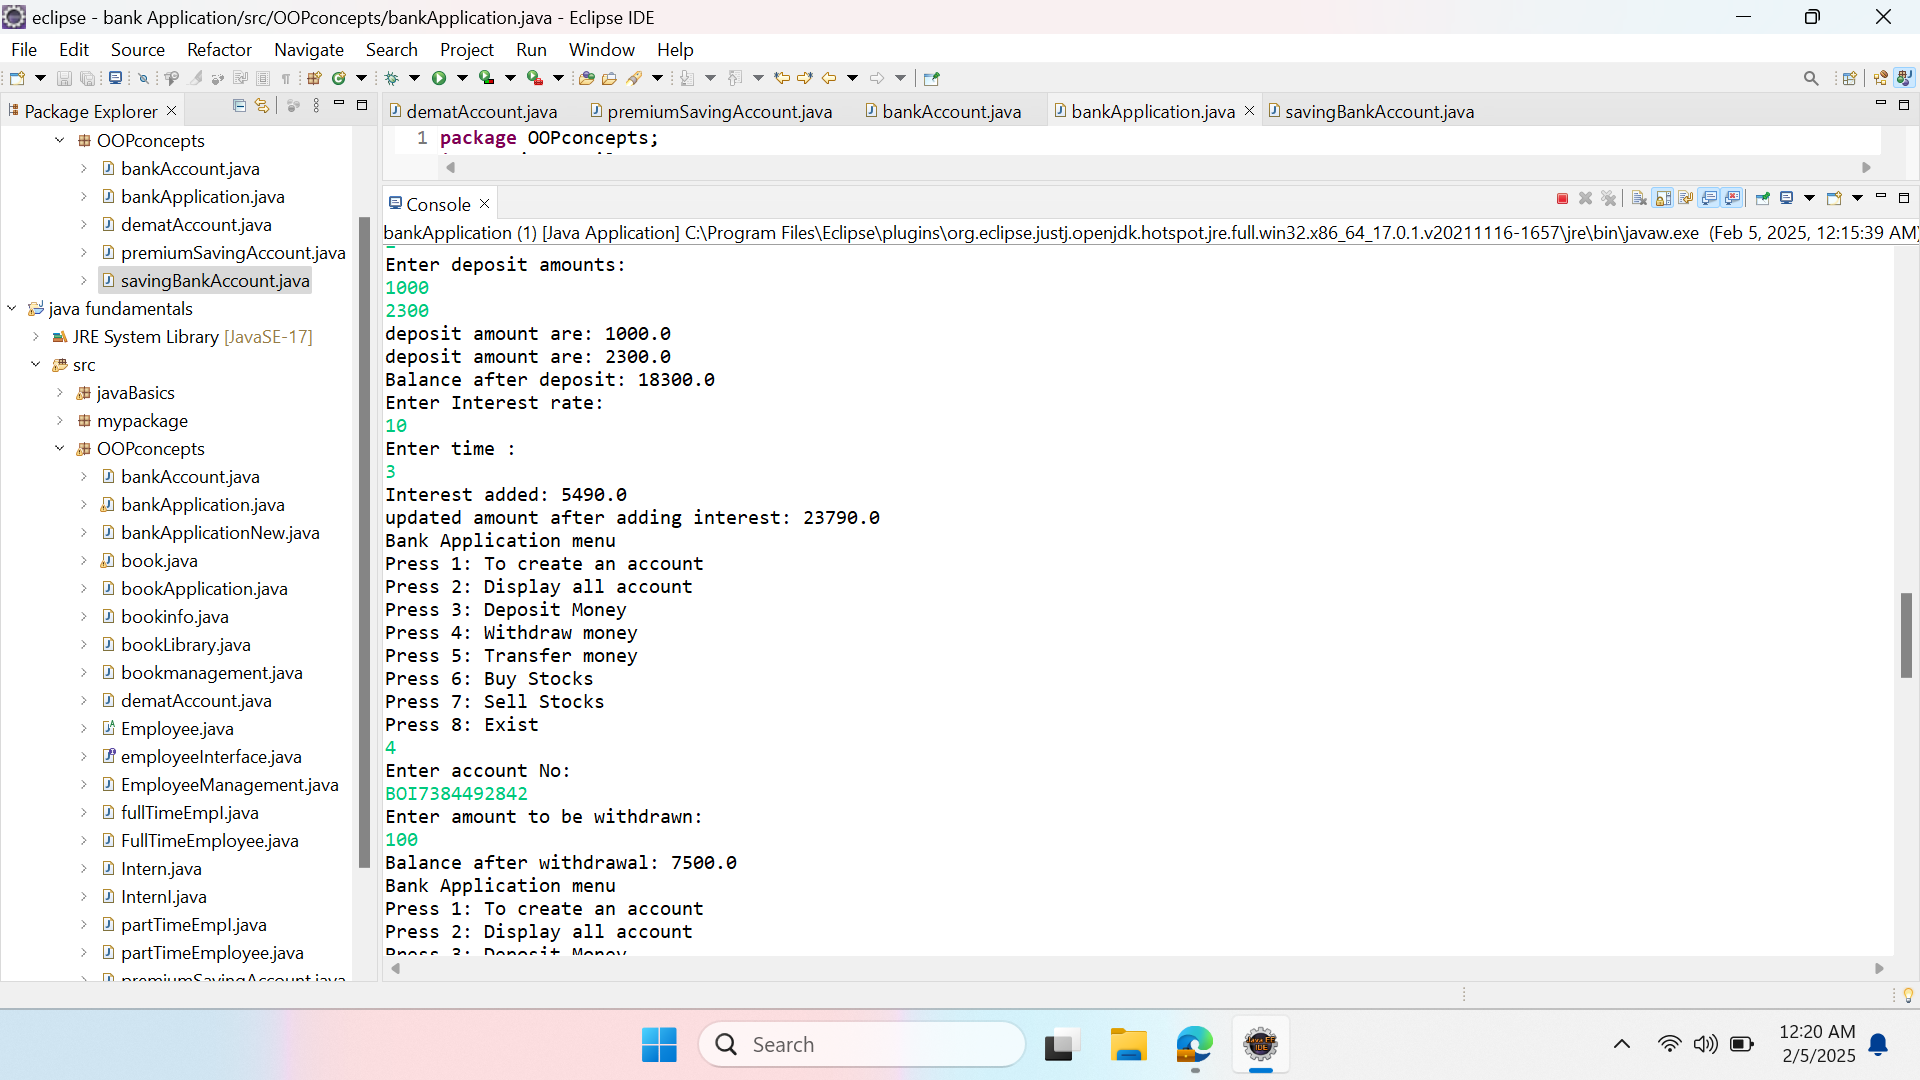 eclipse - bank Application/src/OOPconcepts/bankApplication.java - Eclipse IDE
File Edit Source Refactor Navigate Search Project Run Window Help
Package Explorer
OOPconcepts
bankAccount.java
bankApplication.java
dematAccount.java
premiumSavingAccount.java
savingBankAccount.java
java fundamentals
JRE System Library [JavaSE-17]
src
javaBasics
mypackage
OOPconcepts
bankAccount.java
bankApplication.java
bankApplicationNew.java
book.java
bookApplication.java
bookinfo.java
bookLibrary.java
bookmanagement.java
dematAccount.java
Employee.java
employeeInterface.java
EmployeeManagement.java
fullTimeEmpl.java
FullTimeEmployee.java
Intern.java
InternI.java
partTimeEmpI.java
partTimeEmployee.java
premiumSavingAccount.java
dematAccount.java premiumSavingAccount.java bankAccount.java bankApplication.java savingBankAccount.java
1 package OOPconcepts;
Console
bankApplication (1) [Java Application] C:\Program Files\Eclipse\plugins\org.eclipse.justj.openjdk.hotspot.jre.full.win32.x86_64_17.0.1.v20211116-1657\jre\bin\javaw.exe (Feb 5, 2025, 12:15:39 AM)
Enter deposit amounts:
1000
2300
deposit amount are: 1000.0
deposit amount are: 2300.0
Balance after deposit: 18300.0
Enter Interest rate:
10
Enter time :
3
Interest added: 5490.0
updated amount after adding interest: 23790.0
Bank Application menu
Press 1: To create an account
Press 2: Display all account
Press 3: Deposit Money
Press 4: Withdraw money
Press 5: Transfer money
Press 6: Buy Stocks
Press 7: Sell Stocks
Press 8: Exist
4
Enter account No:
BOI7384492842
Enter amount to be withdrawn:
100
Balance after withdrawal: 7500.0
Bank Application menu
Press 1: To create an account
Press 2: Display all account
Press 3: Deposit Money
Search
12:20 AM
2/5/2025